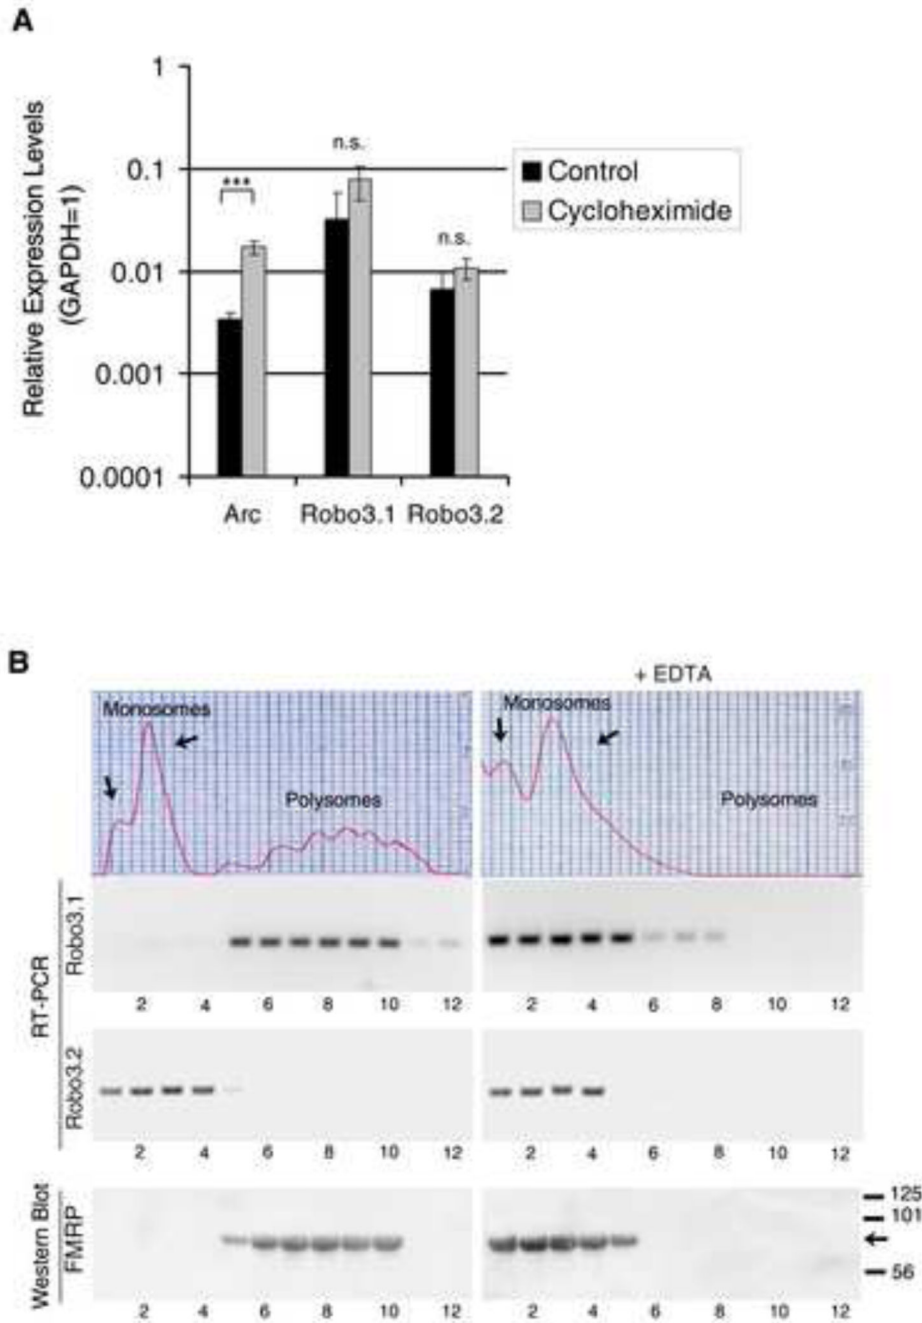 A
Relative Expression Levels
(GAPDH=1)
1
0.1
0.01
0.001
0.0001
***
n.s.
n.s.
Control
Cycloheximide
Arc Robo3.1 Robo3.2
B
+ EDTA
Monosomes
Polysomes
Monosomes
Polysomes
RT-PCR
Robo3.1
2 4 6 8 10 12 2 4 6 8 10 12
Robo3.2
2 4 6 8 10 12 2 4 6 8 10 12
Western Blot
FMRP
125
101
56
2 4 6 8 10 12 2 4 6 8 10 12